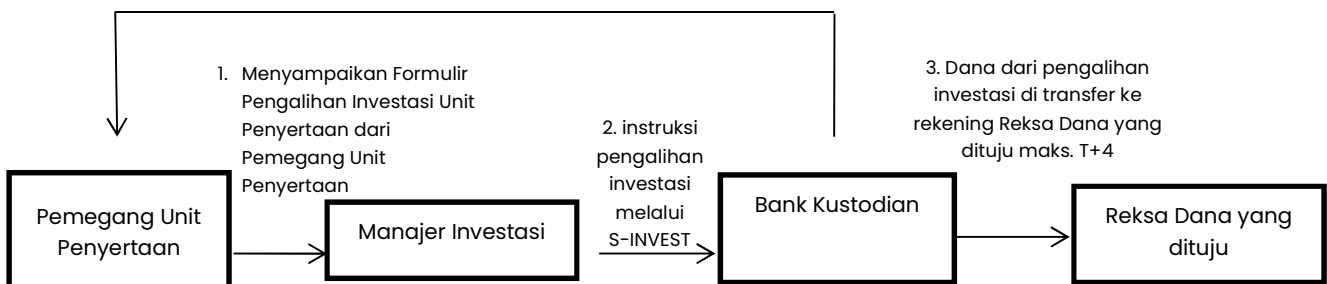 1. Menyampaikan Formulir
Pengalihan Investasi Unit
Penyertaan dari
Pemegang Unit
Penyertaan
2. instruksi
pengalihan
investasi
melalui
S-INVEST
3. Dana dari pengalihan
investasi di transfer ke
rekening Reksa Dana yang
dituju maks. T+4
Pemegang Unit
Penyertaan
Manajer Investasi
Bank Kustodian
Reksa Dana yang
dituju